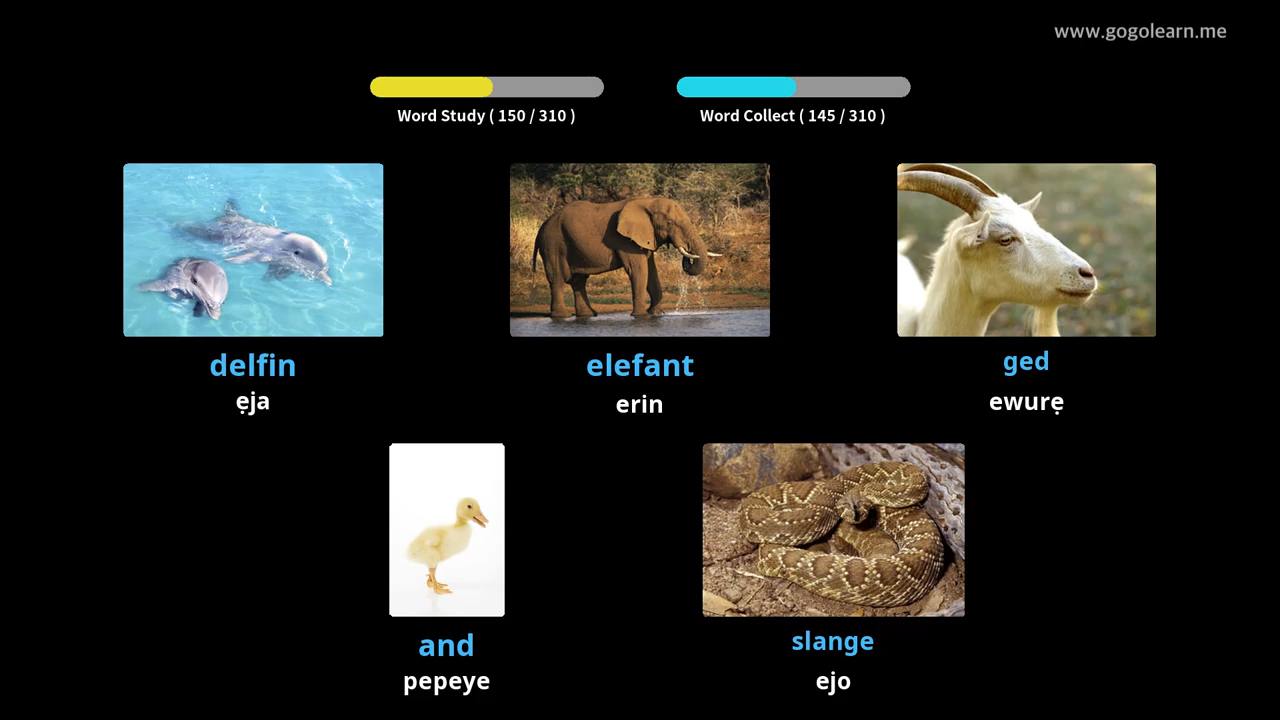 www.gogolearn.me
Word Study ( 150 / 310 )
Word Collect ( 145 / 310 )
delfin
ẹja
elefant
erin
ged
ewurẹ
and
pepeye
slange
ejo